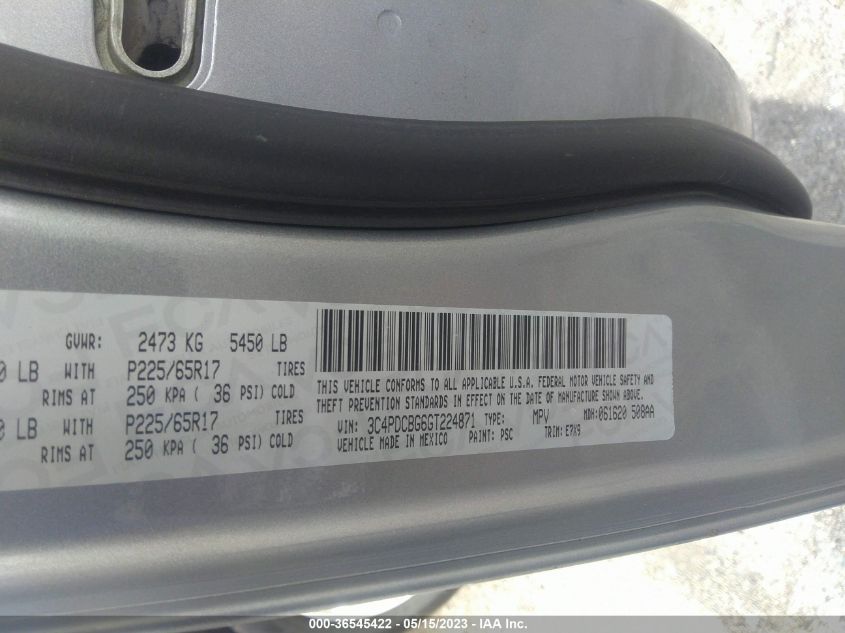 GVWR: 2473 KG 5450 LB
LB WITH P225/65R17 TIRES
RIMS AT 250 KPA ( 36 PSI) COLD
LB WITH P225/65R17 TIRES
RIMS AT 250 KPA ( 36 PSI) COLD
THIS VEHICLE CONFORMS TO ALL APPLICABLE U.S.A. FEDERAL MOTOR VEHICLE SAFETY AND
THEFT PREVENTION STANDARDS IN EFFECT ON THE DATE OF MANUFACTURE SHOWN ABOVE.
VIN: 3C4PDCBG6GT224871 TYPE: MPV MDH:061620 508AA
VEHICLE MADE IN MEXICO PAINT: PSC TRIM: E7X9
000-36545422 - 05/15/2023 - IAA Inc.